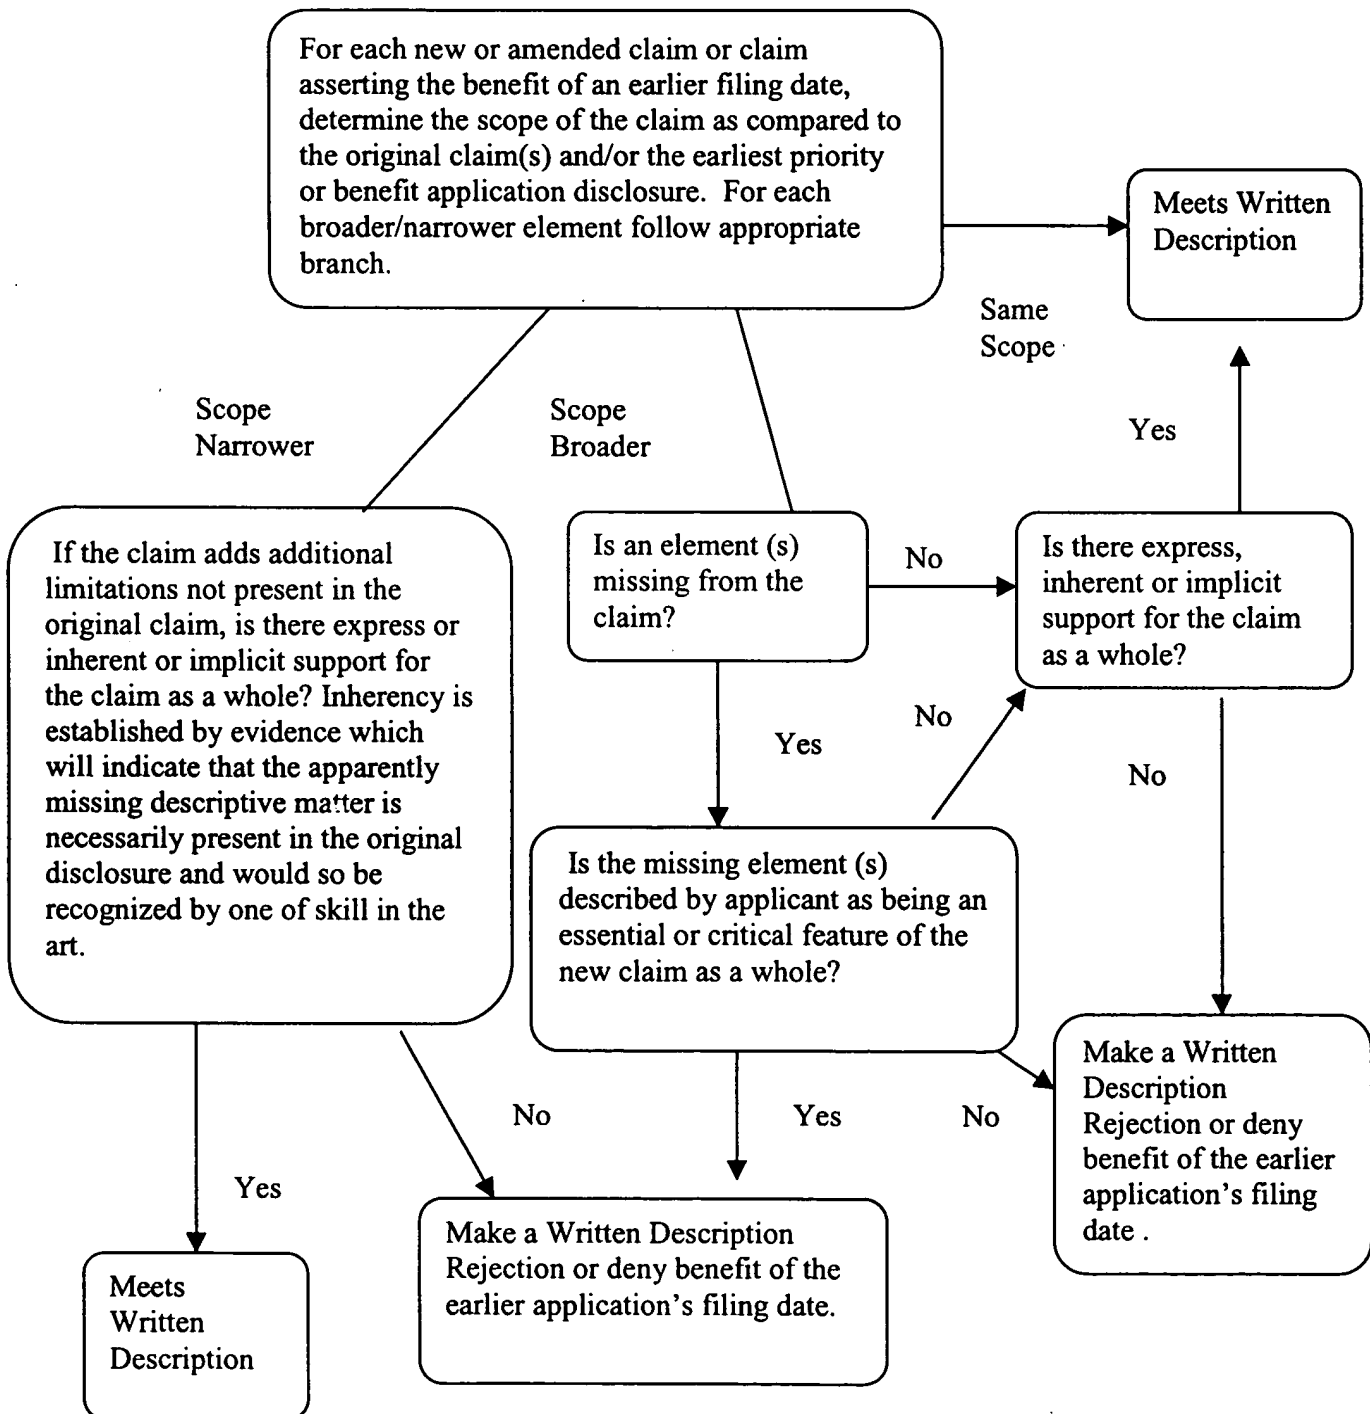 For each new or amended claim or claim
asserting the benefit of an earlier filing date,
determine the scope of the claim as compared to
the original claim(s) and/or the earliest priority
or benefit application disclosure.  For each
broader/narrower element follow appropriate
branch.
Meets Written
Description
Same
Scope
Scope
Narrower
Scope
Broader
Yes
If the claim adds additional
limitations not present in the
original claim, is there express or
inherent or implicit support for
the claim as a whole? Inherency is
established by evidence which
will indicate that the apparently
missing descriptive matter is
necessarily present in the original
disclosure and would so be
recognized by one of skill in the
art.
Is an element (s)
missing from the
claim?
No
Is there express,
inherent or implicit
support for the claim
as a whole?
Yes
No
No
Is the missing element (s)
described by applicant as being an
essential or critical feature of the
new claim as a whole?
No
Yes
No
Make a Written
Description
Rejection or deny
benefit of the earlier
application's filing
date .
Yes
Meets
Written
Description
Make a Written Description
Rejection or deny benefit of the
earlier application's filing date.